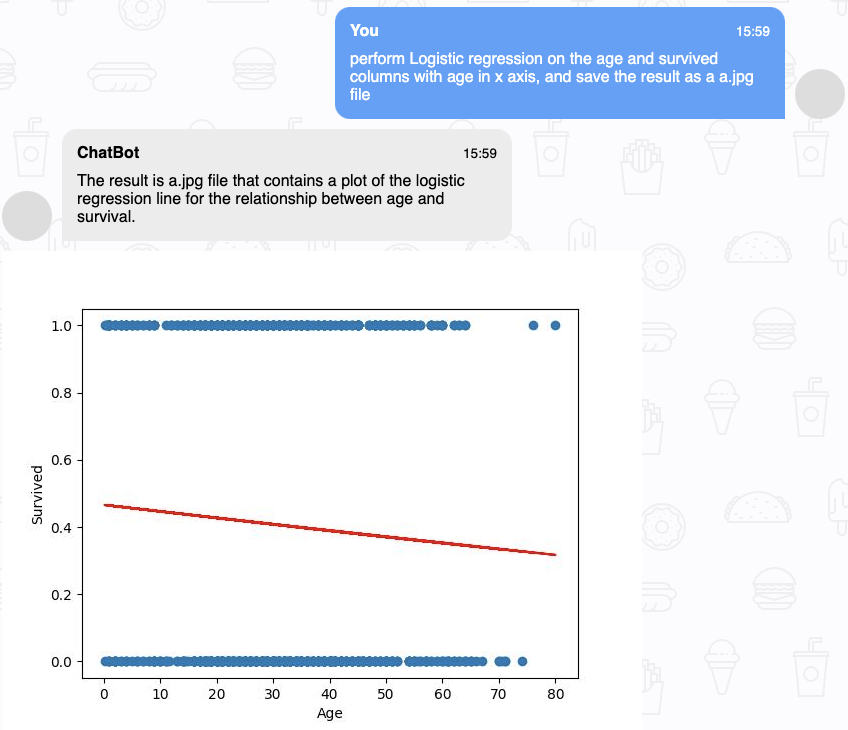 You 15:59
perform Logistic regression on the age and survived
columns with age in x axis, and save the result as a a.jpg
file
ChatBot 15:59
The result is a.jpg file that contains a plot of the logistic
regression line for the relationship between age and
survival.
1.0
0.8
0.6
Survived
0.4
0.2
0.0
0 10 20 30 40 50 60 70 80
Age